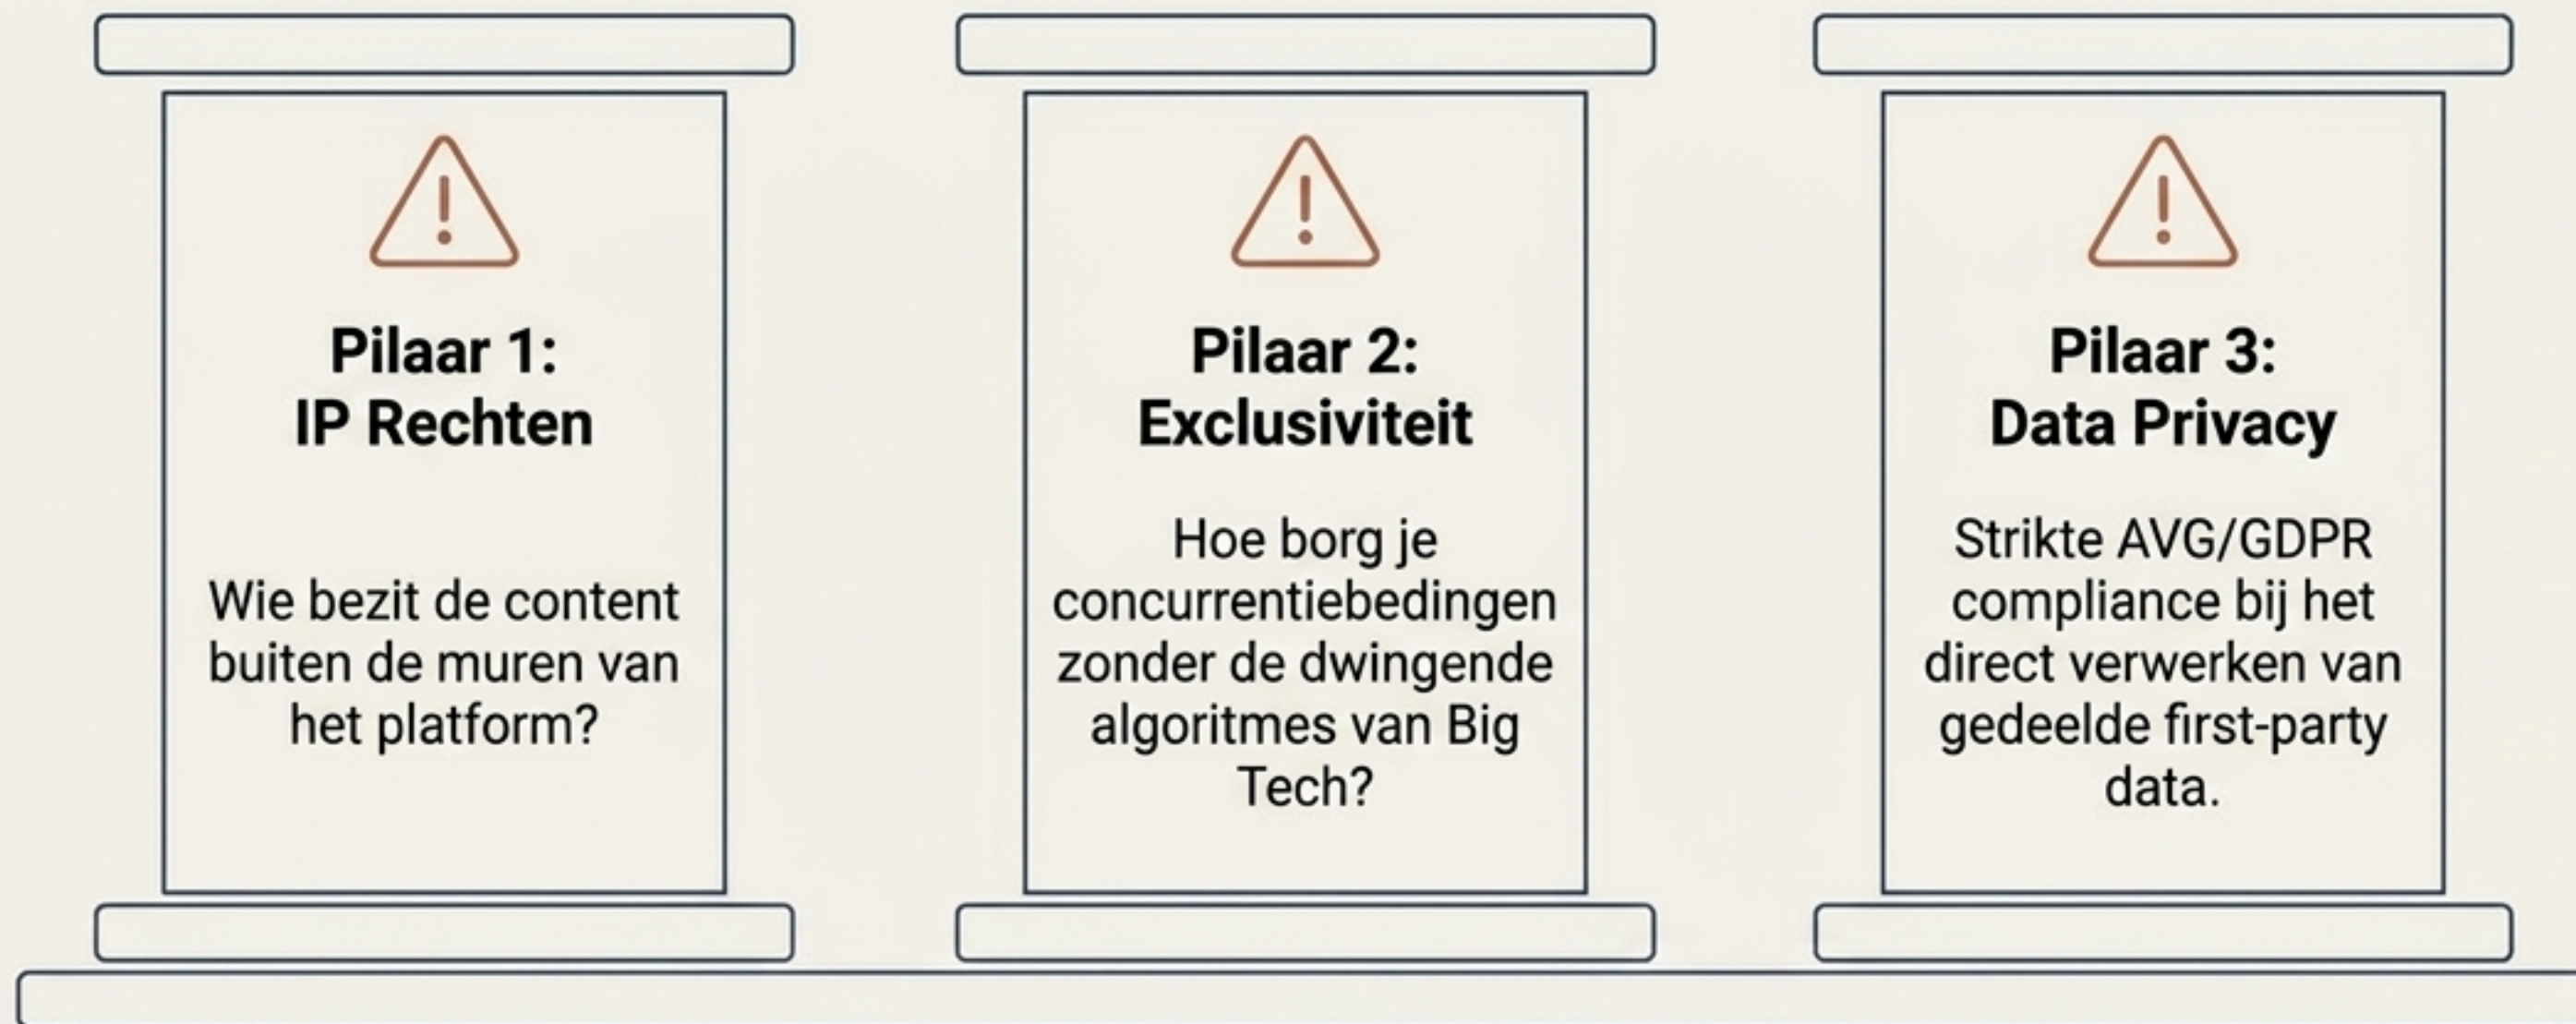 Pilaar 1:
IP Rechten
Wie bezit de content
buiten de muren van
het platform?
Pilaar 2:
Exclusiviteit
Hoe borg je
concurrentiebedingen
zonder de dwingende
algoritmes van Big
Tech?
Pilaar 3:
Data Privacy
Strikte AVG/GDPR
compliance bij het
direct verwerken van
gedeelde first-party
data.